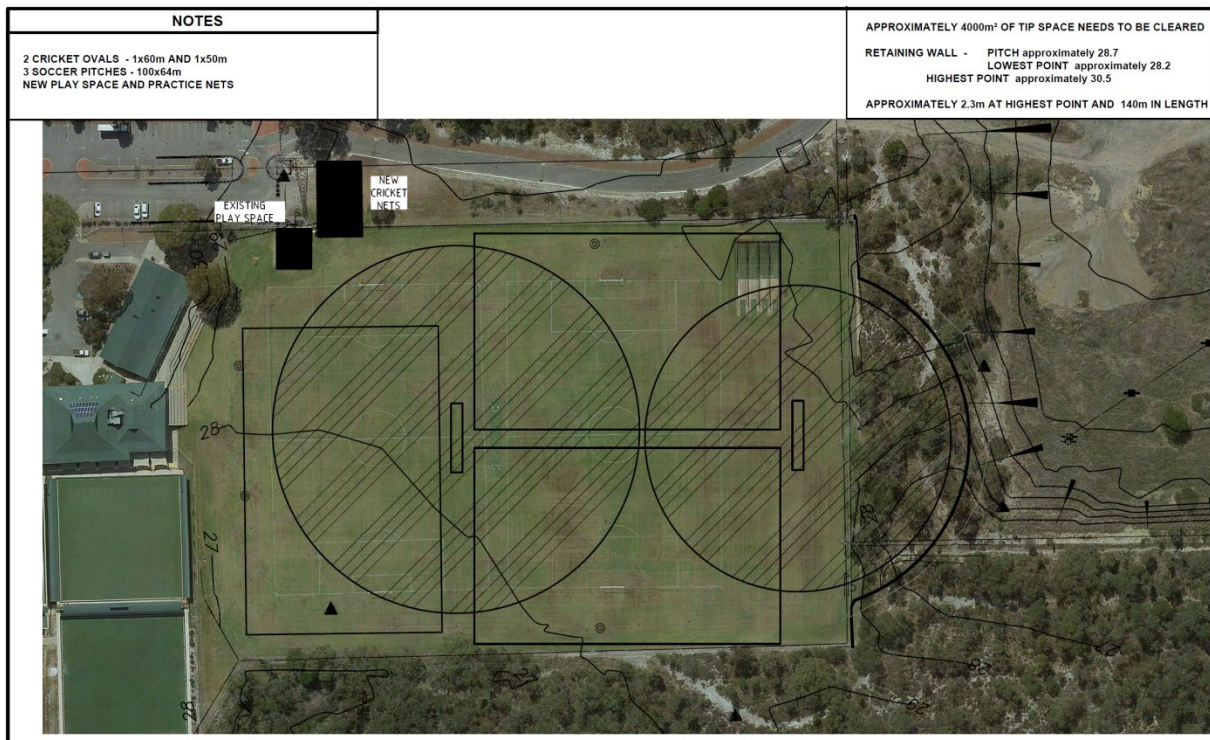 NOTES
2 CRICKET OVALS - 1x60m AND 1x50m
3 SOCCER PITCHES - 100x64m
NEW PLAY SPACE AND PRACTICE NETS
APPROXIMATELY 4000m² OF TIP SPACE NEEDS TO BE CLEARED
RETAINING WALL - PITCH approximately 28.7
LOWEST POINT approximately 28.2
HIGHEST POINT approximately 30.5
APPROXIMATELY 2.3m AT HIGHEST POINT AND 140m IN LENGTH
NEW
CRICKET
NETS
EXISTING
PLAY SPACE
28
27
28
28
28
29